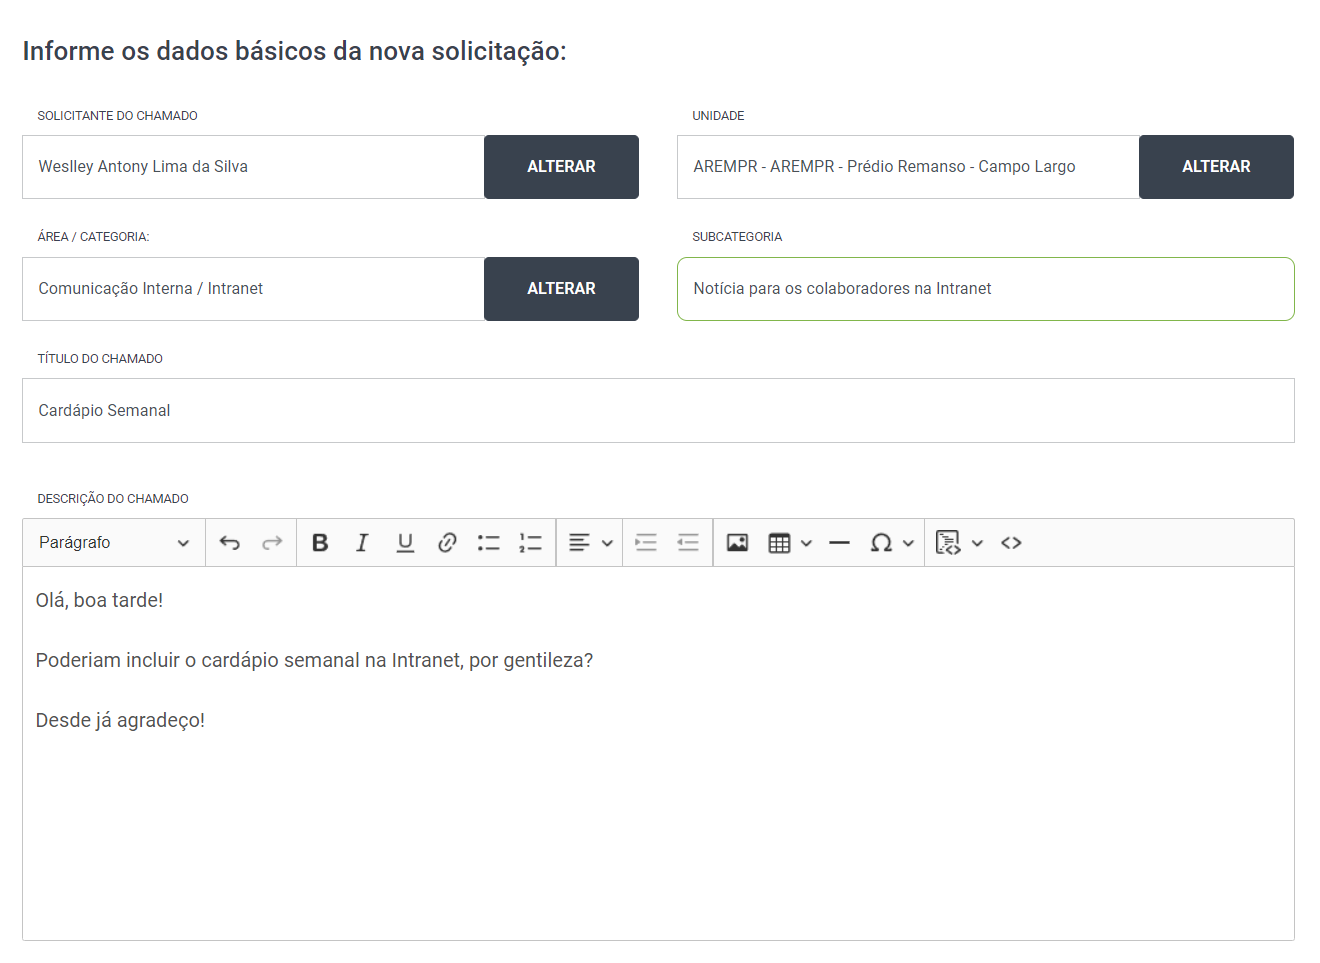 Informe os dados básicos da nova solicitação:
SOLICITANTE DO CHAMADO
Weslley Antony Lima da Silva
ALTERAR
UNIDADE
AREMPR - AREMPR - Prédio Remanso - Campo Largo
ALTERAR
ÁREA / CATEGORIA:
Comunicação Interna / Intranet
ALTERAR
SUBCATEGORIA
Notícia para os colaboradores na Intranet
TÍTULO DO CHAMADO
Cardápio Semanal
DESCRIÇÃO DO CHAMADO
Parágrafo
Olá, boa tarde!
Poderiam incluir o cardápio semanal na Intranet, por gentileza?
Desde já agradeço!